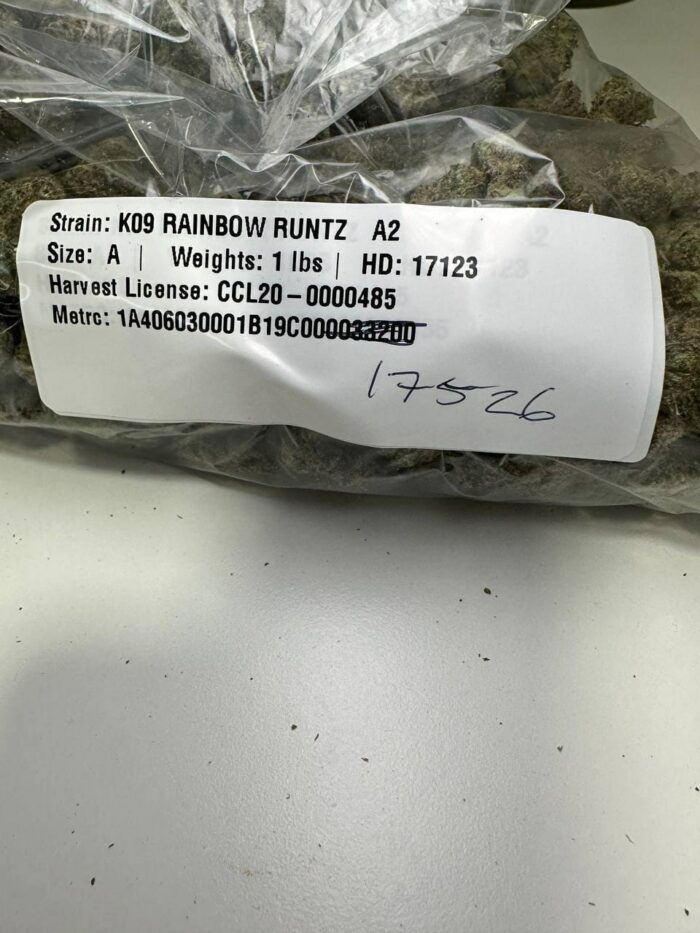 Strain: K09 RAINBOW RUNTZ A2
Size: A | Weights: 1 lbs | HD: 17123
Harvest License: CCL20-0000485
Metrc: 1A406030001B19C000033200
17526